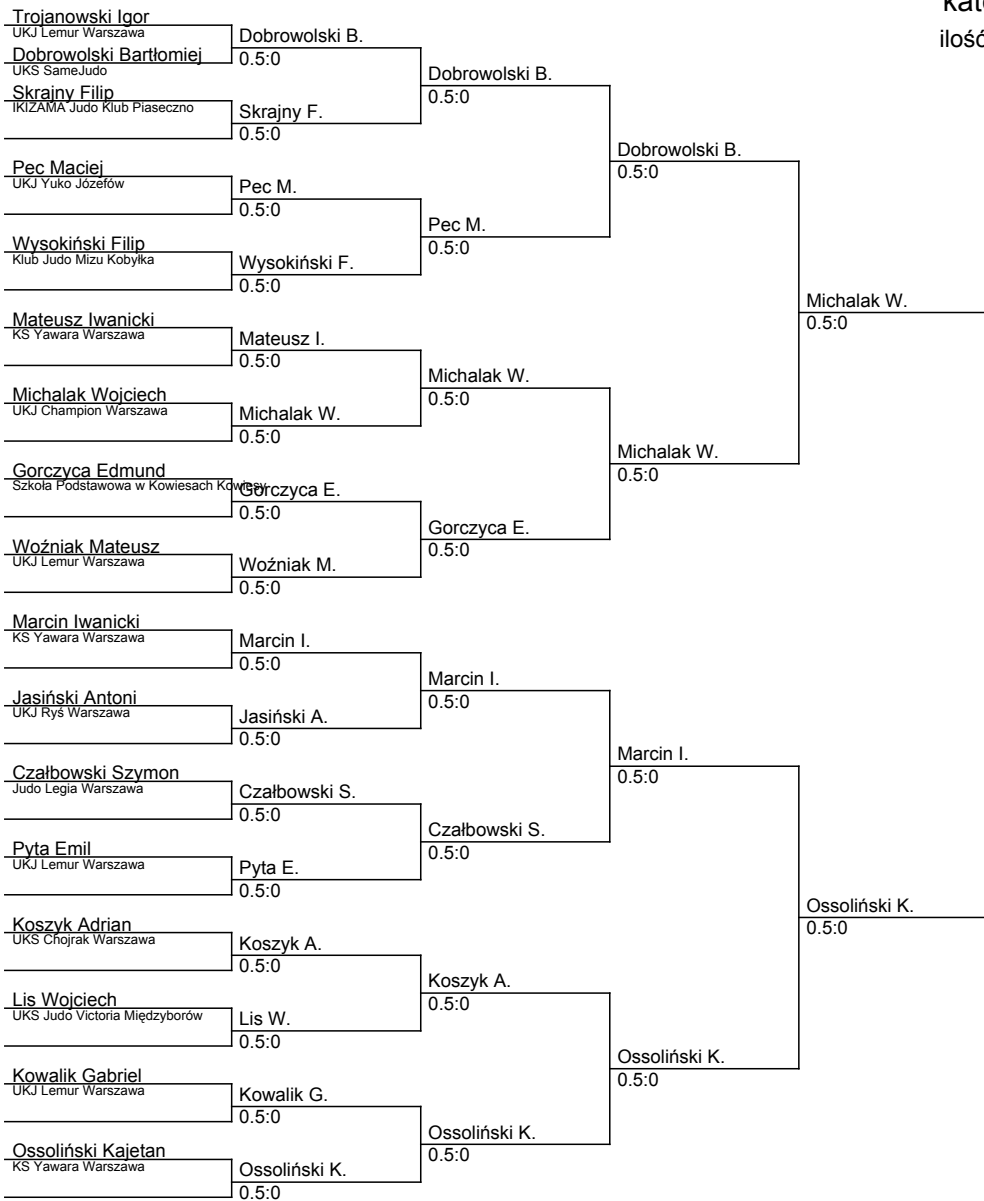 kat
ilość
Trojanowski Igor
UKJ Lemur Warszawa
Dobrowolski Bartłomiej
UKS SameJudo
Skrajny Filip
IKIZAMA Judo Klub Piaseczno
Pec Maciej
UKJ Yuko Józefów
Wysokiński Filip
Klub Judo Mizu Kobyłka
Mateusz Iwanicki
KS Yawara Warszawa
Michalak Wojciech
UKJ Champion Warszawa
Gorczyca Edmund
Szkoła Podstawowa w Kowiesach Kowiesy
Woźniak Mateusz
UKJ Lemur Warszawa
Marcin Iwanicki
KS Yawara Warszawa
Jasiński Antoni
UKJ Ryś Warszawa
Czałbowski Szymon
Judo Legia Warszawa
Pyta Emil
UKJ Lemur Warszawa
Koszyk Adrian
UKS Chojrak Warszawa
Lis Wojciech
UKS Judo Victoria Międzyborów
Kowalik Gabriel
UKJ Lemur Warszawa
Ossoliński Kajetan
KS Yawara Warszawa
Dobrowolski B.
0.5:0
Skrajny F.
0.5:0
Pec M.
0.5:0
Wysokiński F.
0.5:0
Mateusz I.
0.5:0
Michalak W.
0.5:0
Gorczyca E.
0.5:0
Woźniak M.
0.5:0
Marcin I.
0.5:0
Jasiński A.
0.5:0
Czałbowski S.
0.5:0
Pyta E.
0.5:0
Koszyk A.
0.5:0
Lis W.
0.5:0
Kowalik G.
0.5:0
Ossoliński K.
0.5:0
Dobrowolski B.
0.5:0
Pec M.
0.5:0
Michalak W.
0.5:0
Gorczyca E.
0.5:0
Marcin I.
0.5:0
Czałbowski S.
0.5:0
Koszyk A.
0.5:0
Ossoliński K.
0.5:0
Dobrowolski B.
0.5:0
Michalak W.
0.5:0
Marcin I.
0.5:0
Ossoliński K.
0.5:0
Michalak W.
0.5:0
Ossoliński K.
0.5:0